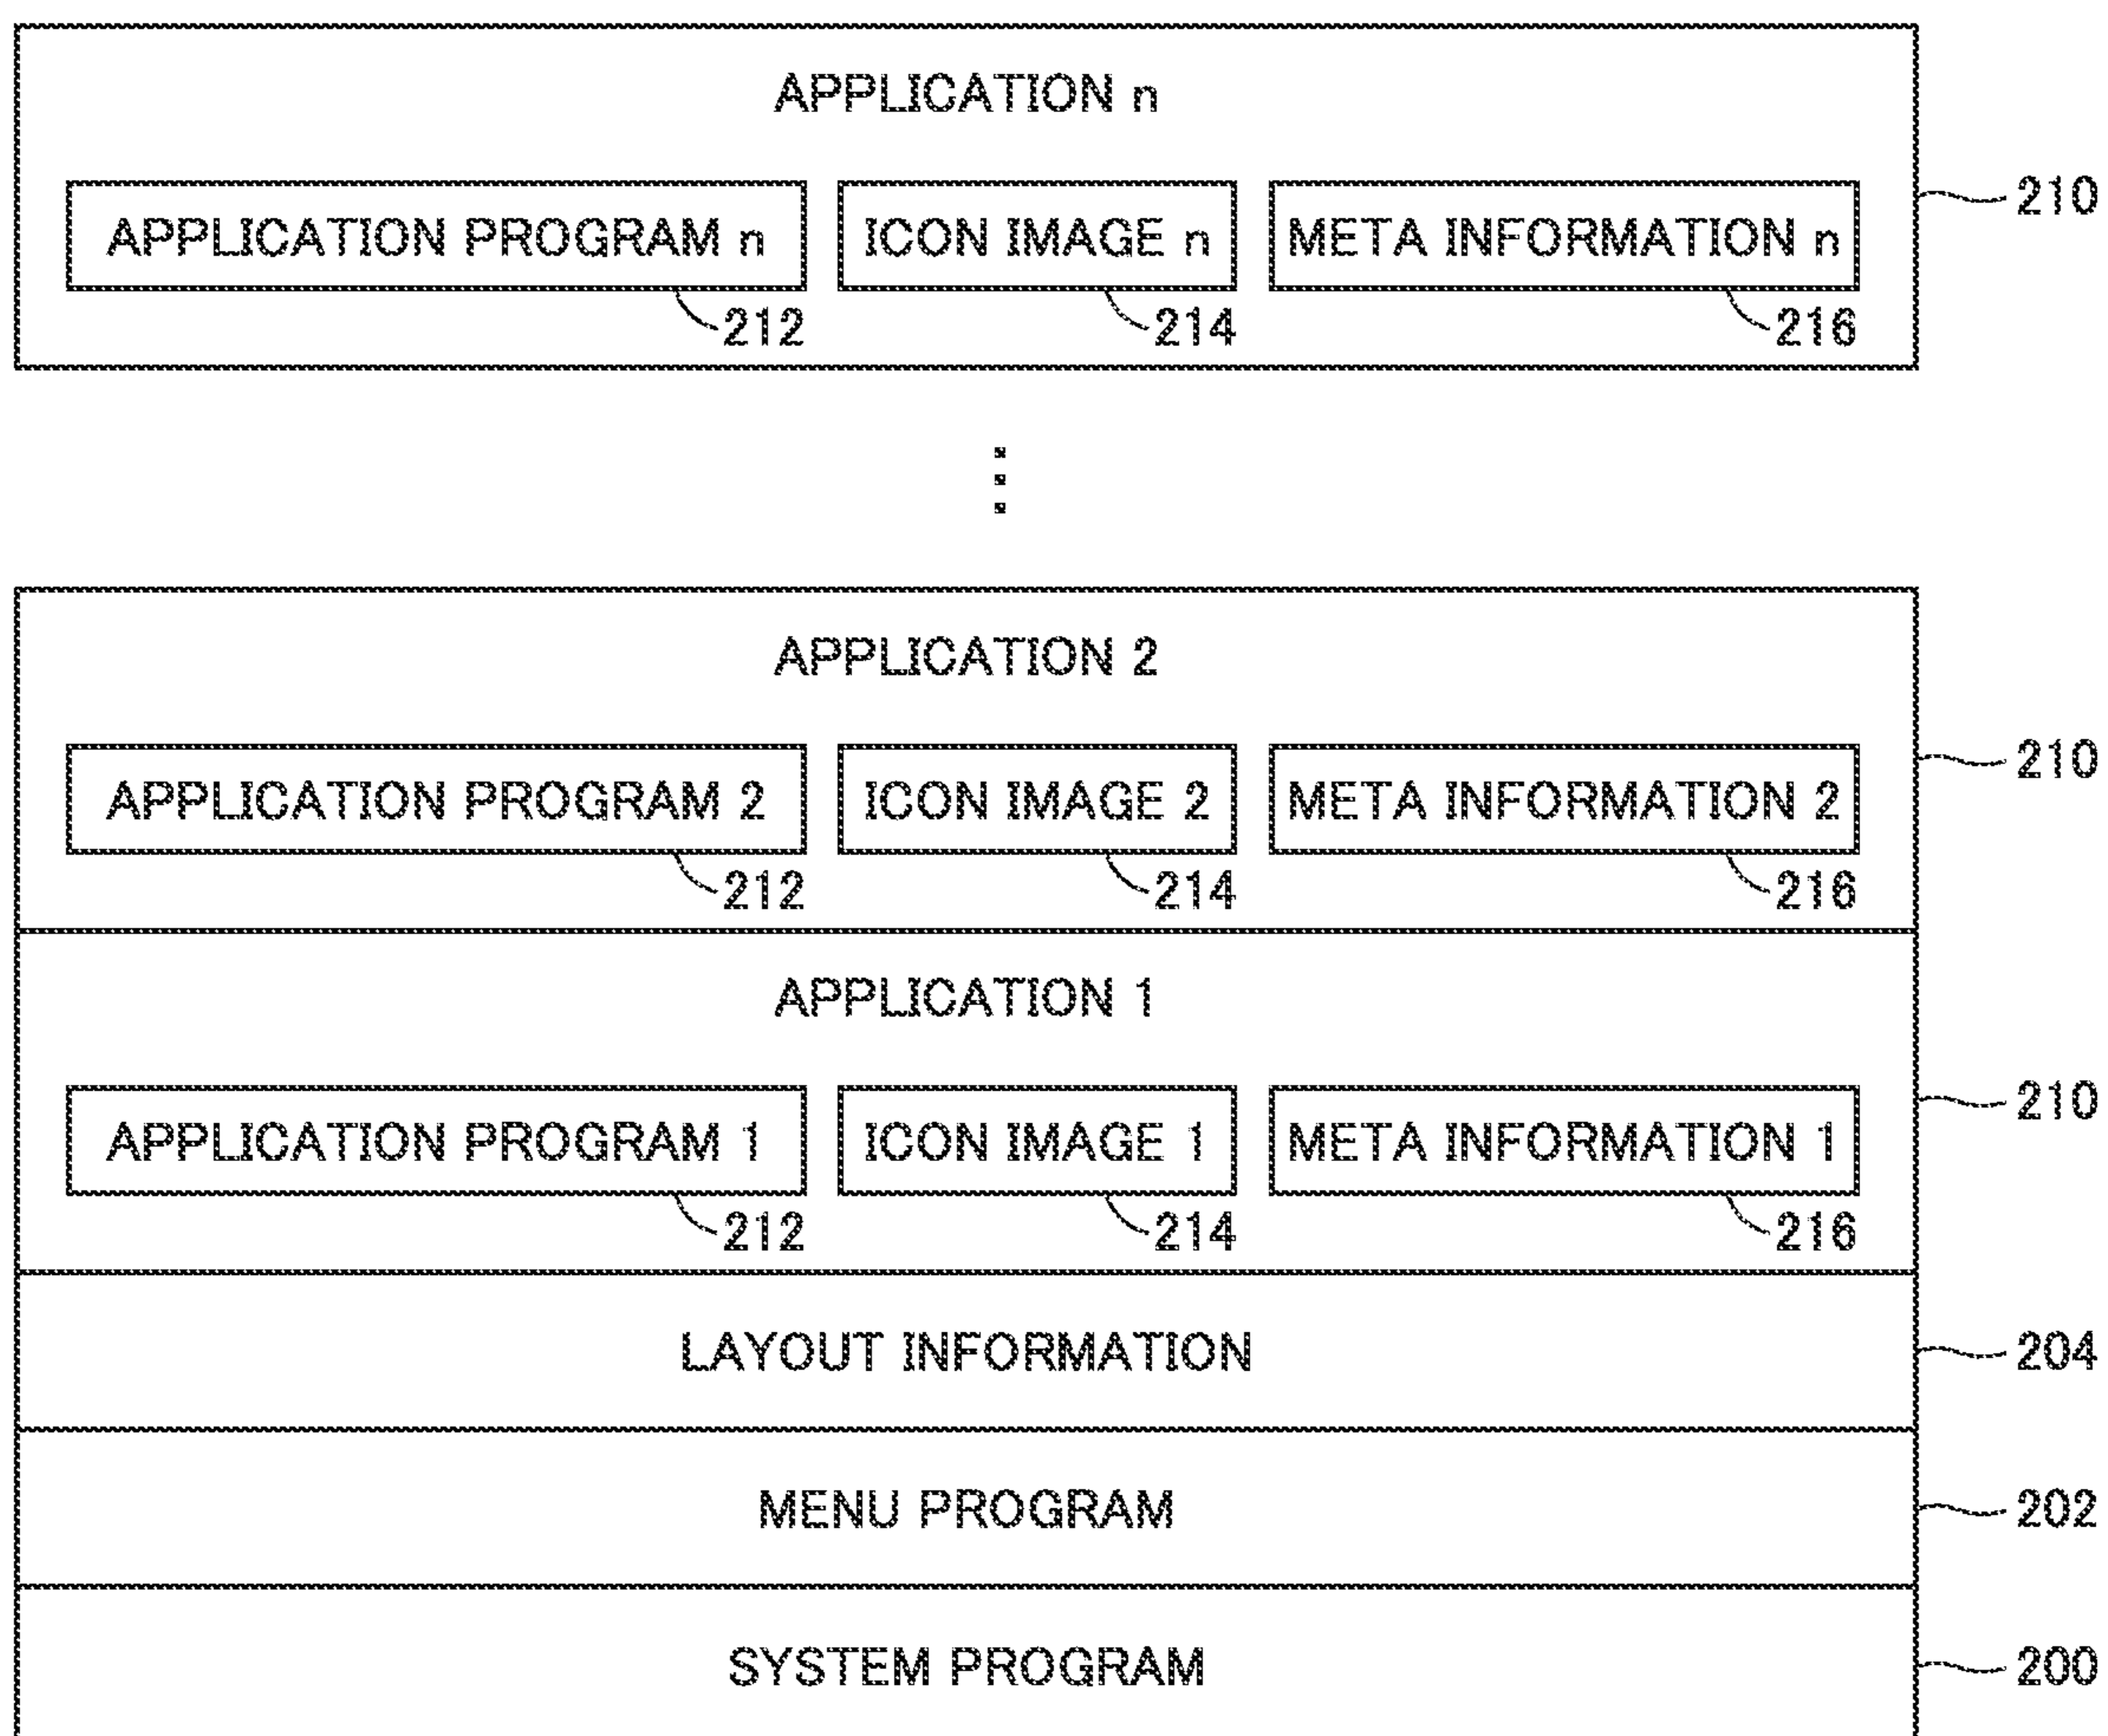 APPLICATION n
210
APPLICATION PROGRAM n ICON IMAGE n META INFORMATION n
212 214 216
APPLICATION 2
210
APPLICATION PROGRAM 2 ICON IMAGE 2 META INFORMATION 2
212 214 216
APPLICATION 1
210
APPLICATION PROGRAM 1 ICON IMAGE 1 META INFORMATION 1
212 214 216
LAYOUT INFORMATION 204
MENU PROGRAM 202
SYSTEM PROGRAM 200